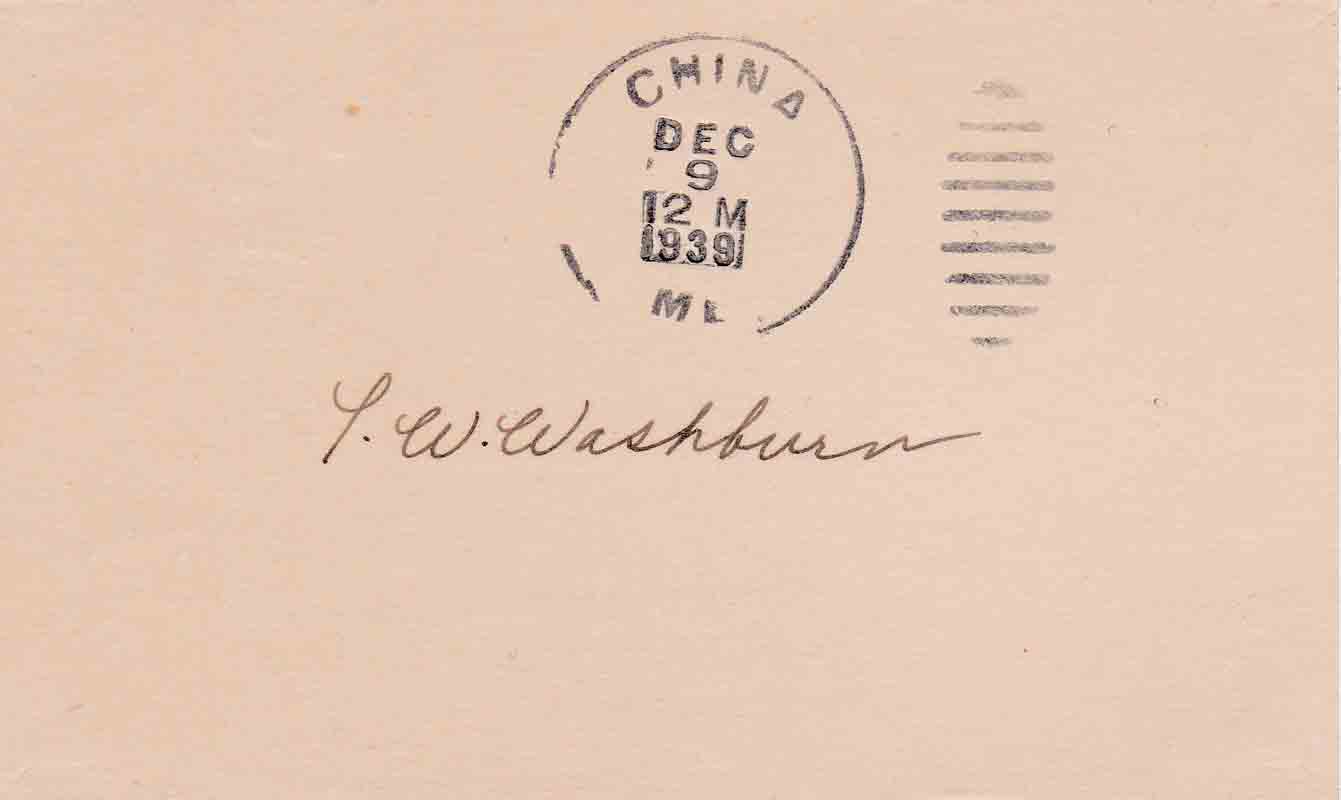 CHINA
DEC
9
12 M
1939
ME
T. W. Washburn